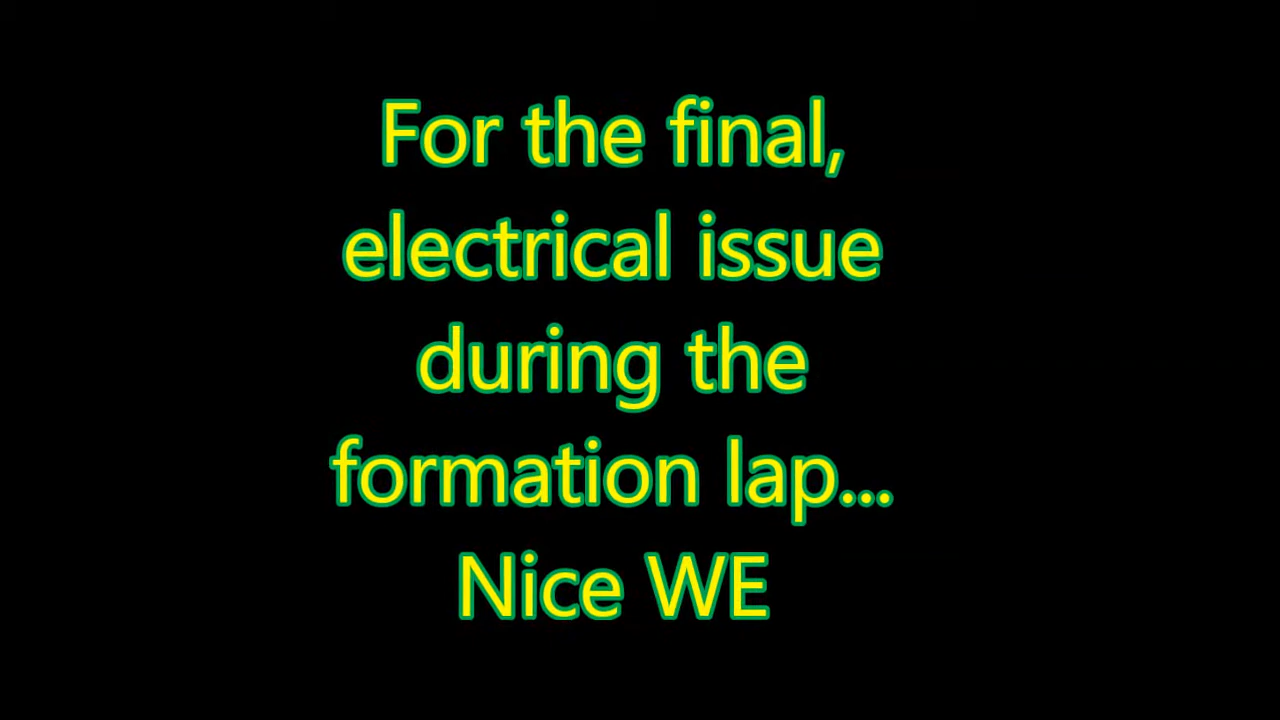 For the final,
electrical issue
during the
formation lap...
Nice WE